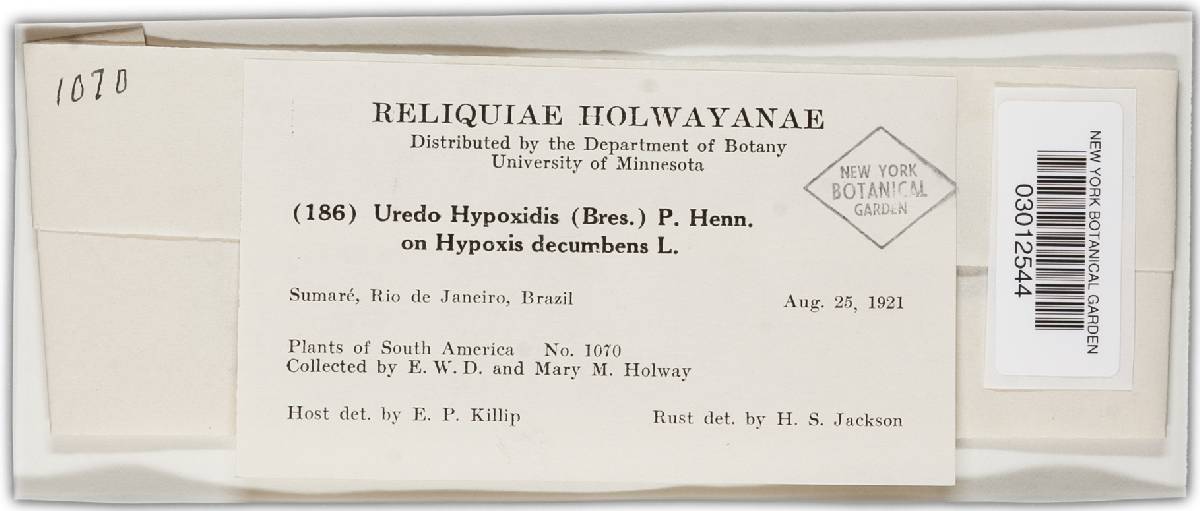 1070
RELIQUIAE HOLWAYANAE
Distributed by the Department of Botany
University of Minnesota
NEW YORK
BOTANICAL
GARDEN
(186) Uredo Hypoxidis (Bres.) P. Henn.
on Hypoxis decumbens L.
Sumaré, Rio de Janeiro, Brazil Aug. 25, 1921
Plants of South America No. 1070
Collected by E. W. D. and Mary M. Holway
Host det. by E. P. Killip Rust det. by H. S. Jackson
NEW YORK BOTANICAL GARDEN
03012544